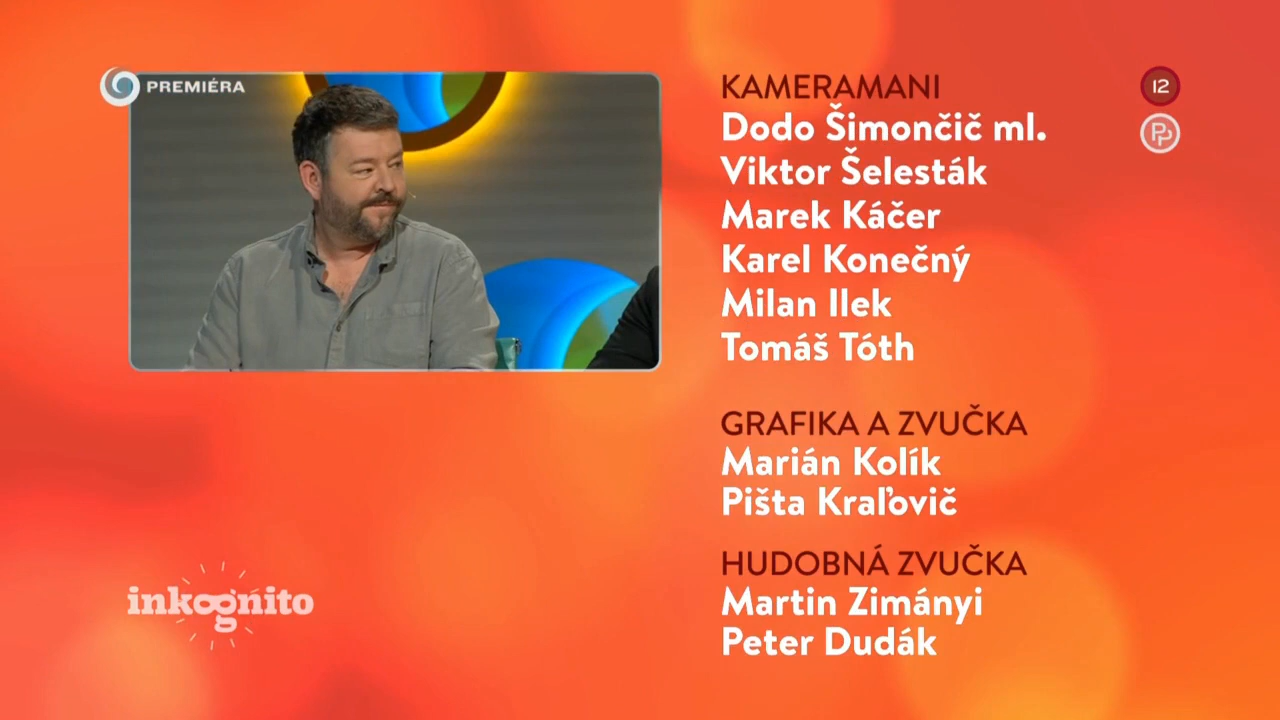 PREMIÉRA
KAMERAMANI
Dodo Šimončič ml.
Viktor Šelesták
Marek Káčer
Karel Konečný
Milan Ilek
Tomáš Tóth
GRAFIKA A ZVUČKA
Marián Kolík
Pišta Kraľovič
HUDOBNÁ ZVUČKA
Martin Zimányi
Peter Dudák
inkognito
12
PP